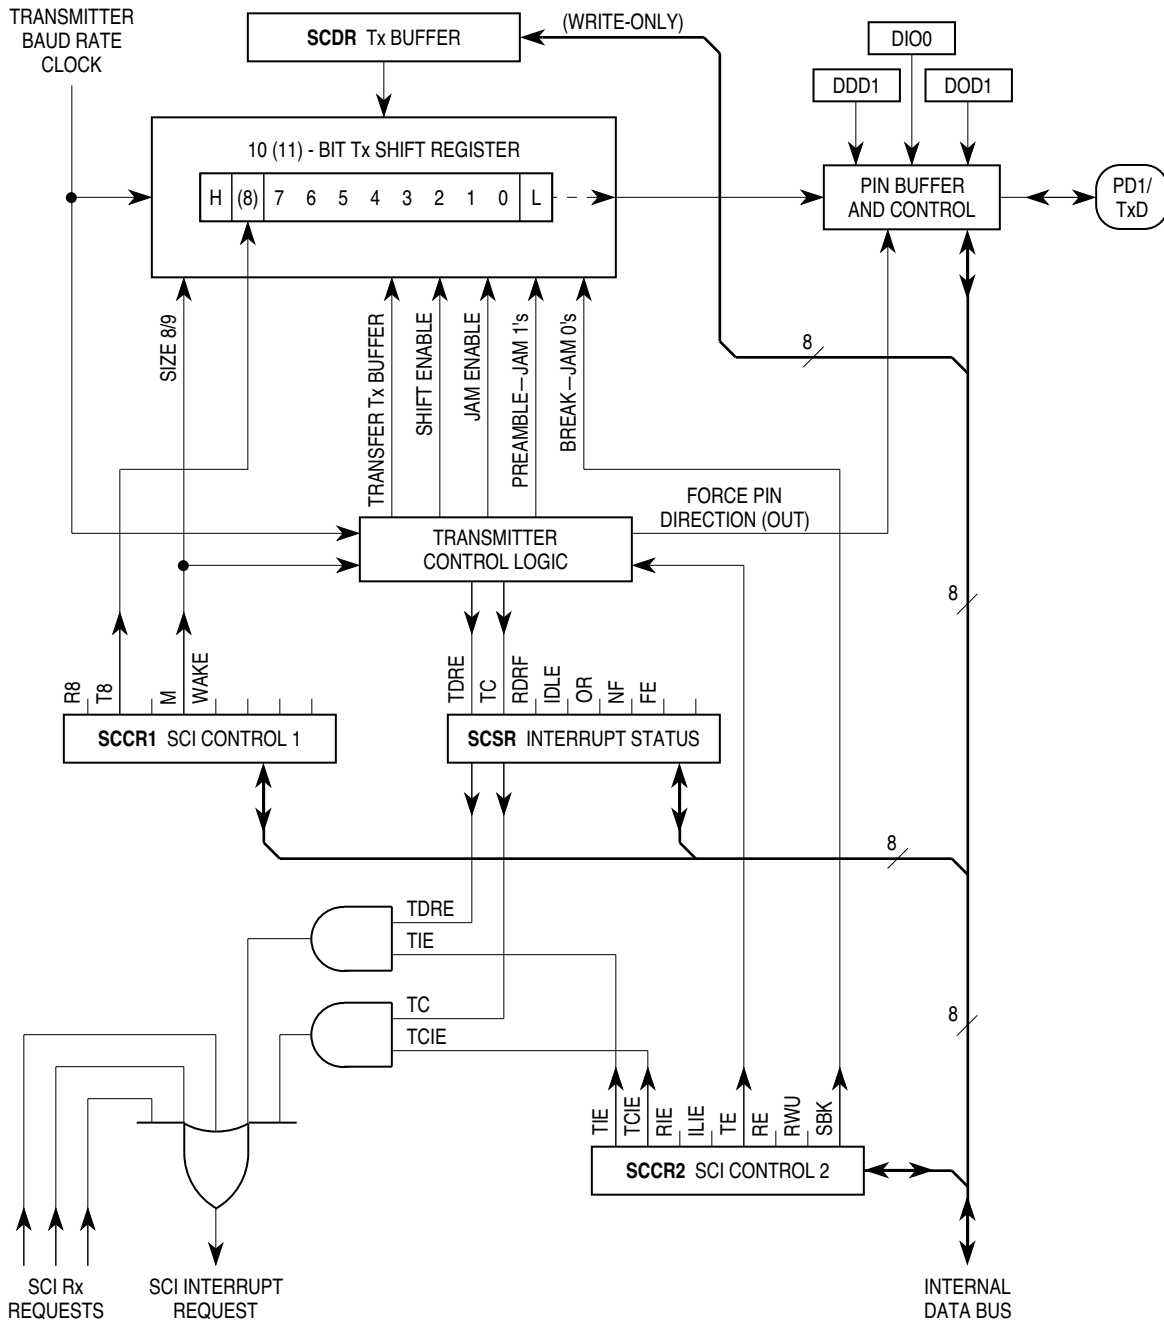 TRANSMITTER
BAUD RATE
CLOCK
SCDR Tx BUFFER
(WRITE-ONLY)
DIO0
DDD1
DOD1
10 (11) - BIT Tx SHIFT REGISTER
H (8) 7 6 5 4 3 2 1 0 L
PIN BUFFER
AND CONTROL
PD1/
TxD
SIZE 8/9
TRANSFER Tx BUFFER
SHIFT ENABLE
JAM ENABLE
PREAMBLE—JAM 1's
BREAK—JAM 0's
8
FORCE PIN
DIRECTION (OUT)
TRANSMITTER
CONTROL LOGIC
8
R8
T8
M
WAKE
TDRE
TC
RDRF
IDLE
OR
NF
FE
SCCR1 SCI CONTROL 1
SCSR INTERRUPT STATUS
8
TDRE
TIE
TC
TCIE
8
TIE
TCIE
RIE
ILIE
TE
RE
RWU
SBK
SCCR2 SCI CONTROL 2
SCI Rx
REQUESTS
SCI INTERRUPT
REQUEST
INTERNAL
DATA BUS